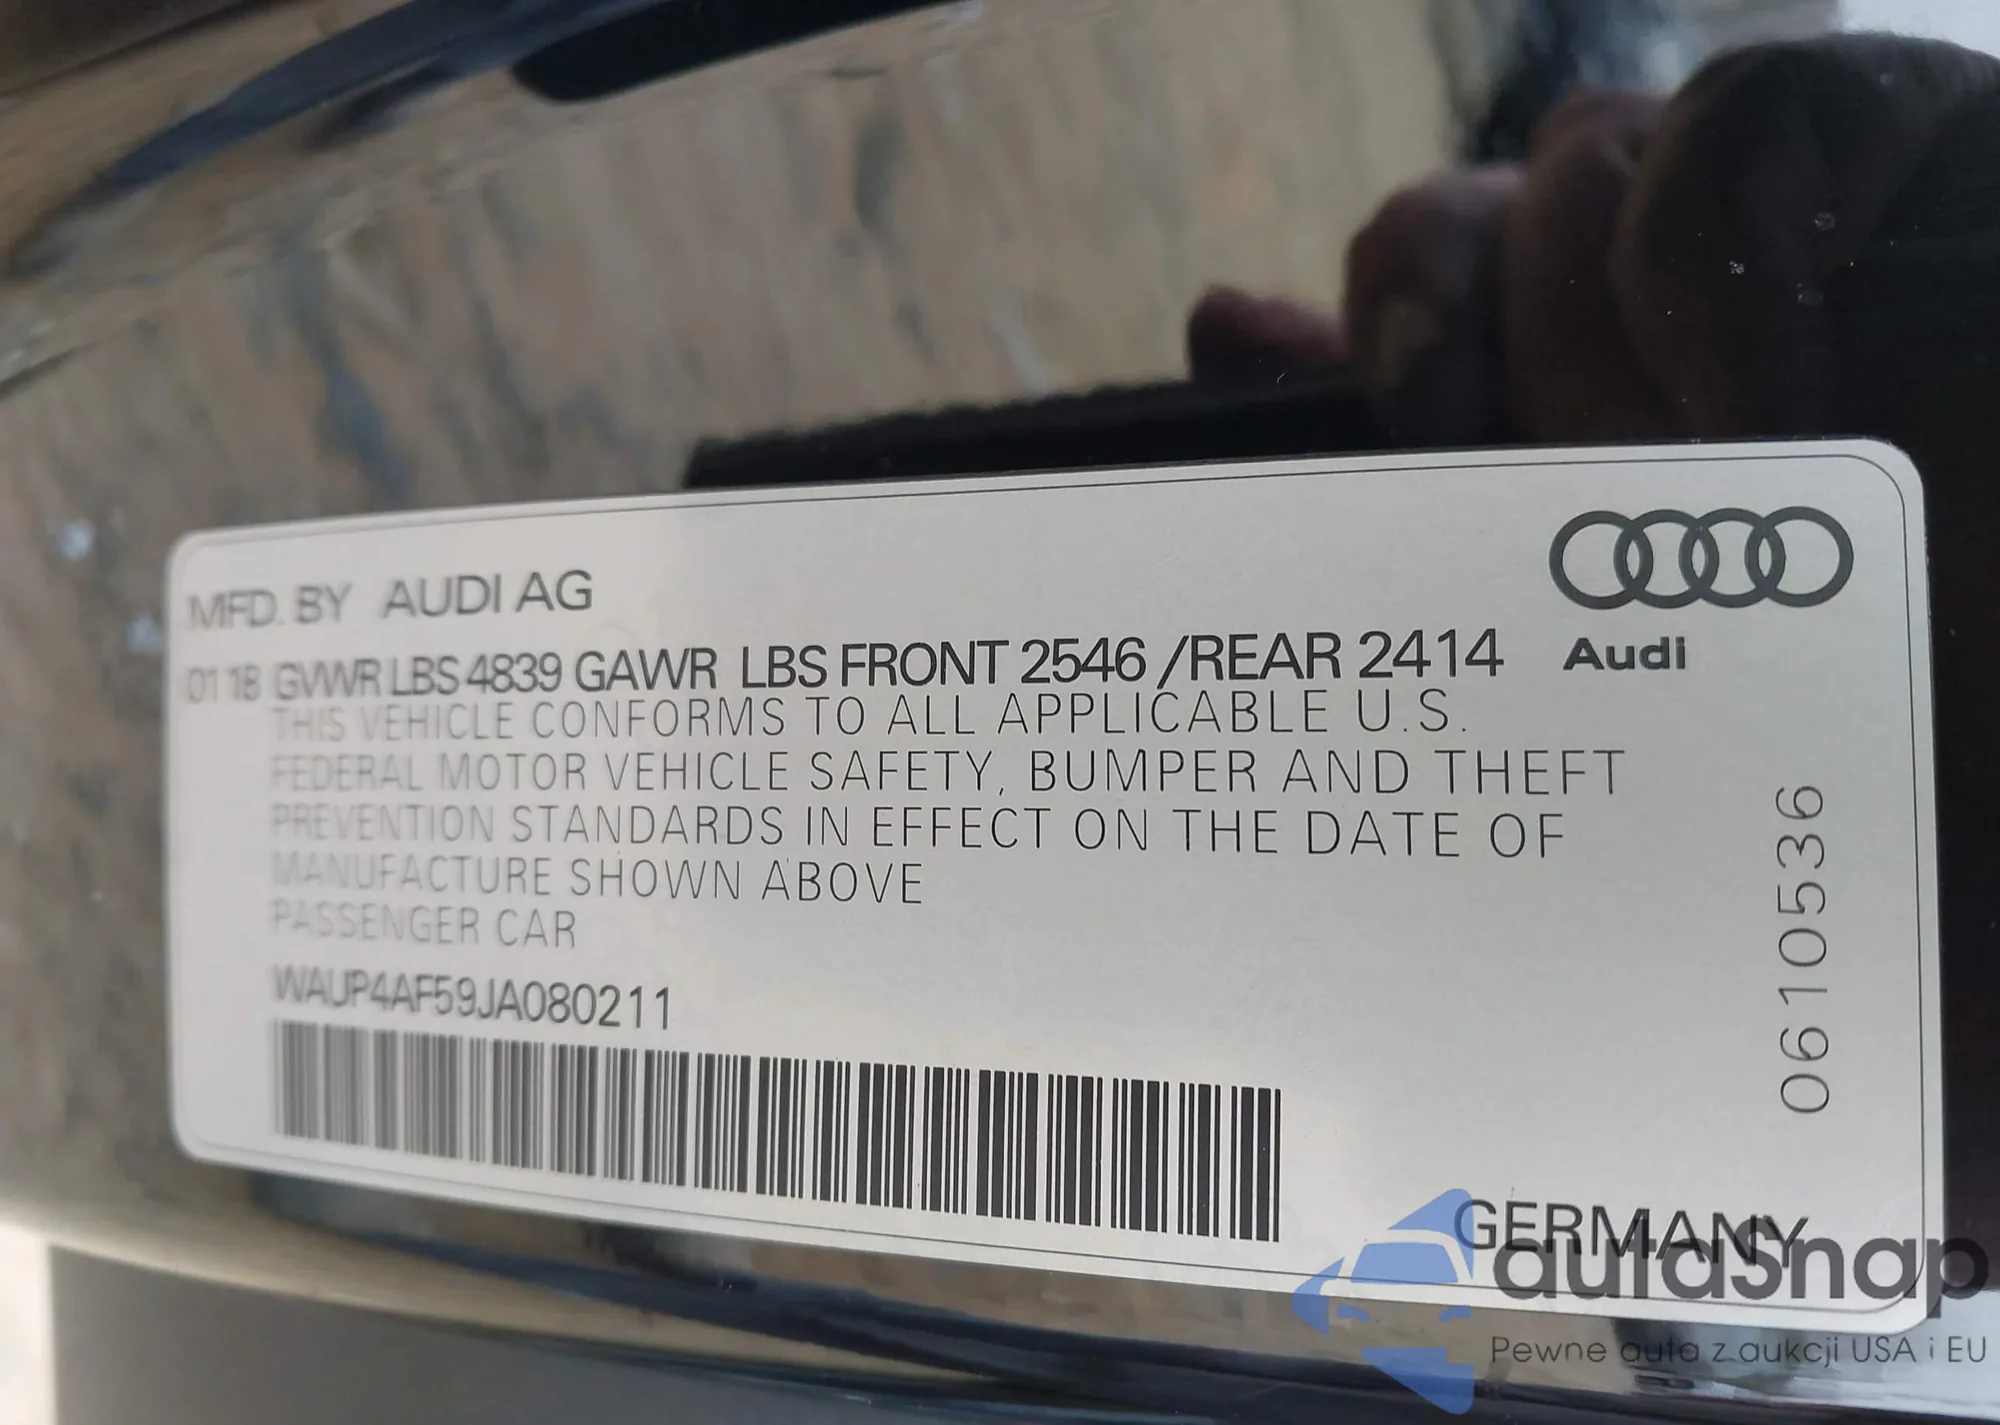 MFD. BY AUDI AG
01 18 GVWR LBS 4839 GAWR LBS FRONT 2546 /REAR 2414
Audi
THIS VEHICLE CONFORMS TO ALL APPLICABLE U.S.
FEDERAL MOTOR VEHICLE SAFETY, BUMPER AND THEFT
PREVENTION STANDARDS IN EFFECT ON THE DATE OF
MANUFACTURE SHOWN ABOVE
PASSENGER CAR
WAUP4AF59JA080211
0610536
GERMANY
autaSnap
Pewne auta z aukcji USA i EU